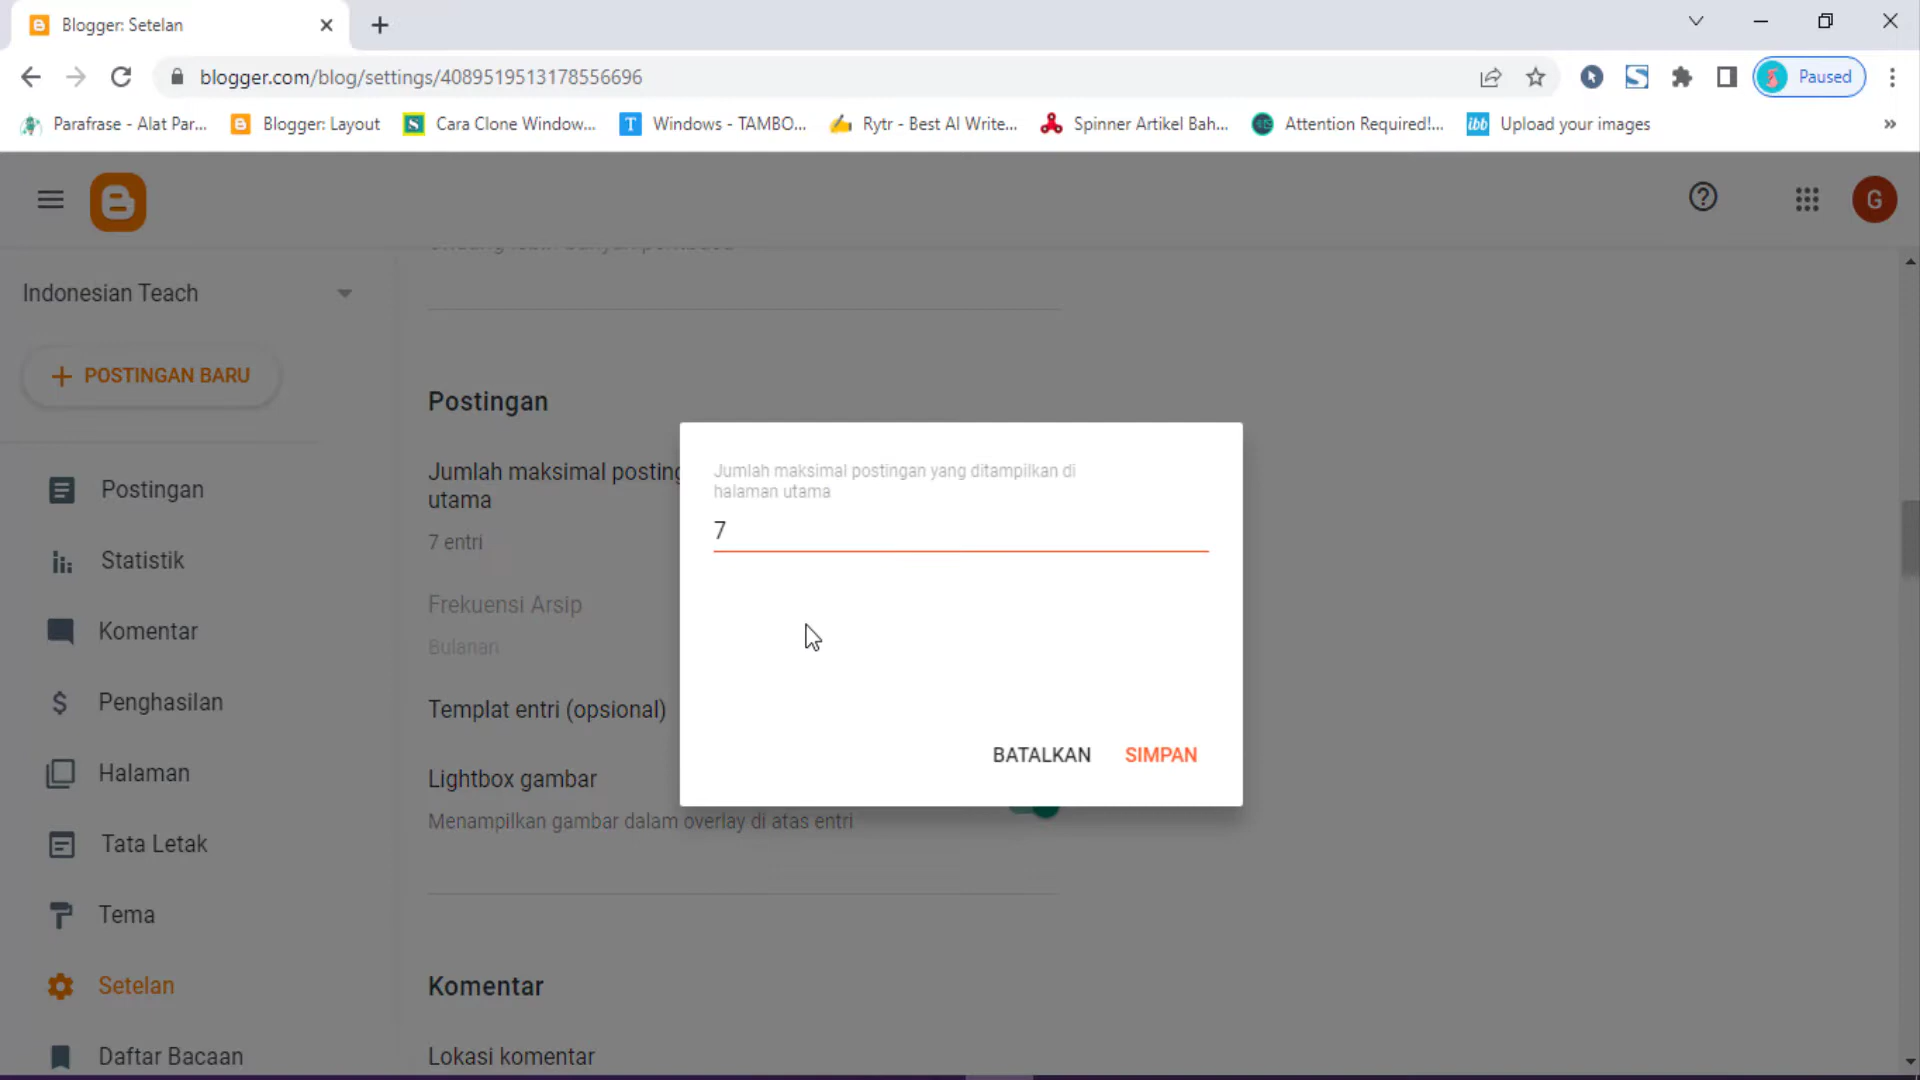 Blogger: Setelan
blogger.com/blog/settings/4089519513178556696
Paused
Parafrase - Alat Par...
Blogger: Layout
Cara Clone Window...
Windows - TAMBO...
Rytr - Best AI Write...
Spinner Artikel Bah...
Attention Required!...
ibb
Upload your images
»
G
Indonesian Teach
+ POSTINGAN BARU
Postingan
Statistik
Komentar
Penghasilan
Halaman
Tata Letak
Tema
Setelan
Daftar Bacaan
Postingan
Jumlah maksimal posting
utama
7 entri
Frekuensi Arsip
Bulanan
Templat entri (opsional)
Lightbox gambar
Menampilkan gambar dalam overlay di atas entri
Komentar
Lokasi komentar
Jumlah maksimal postingan yang ditampilkan di
halaman utama
7
BATALKAN
SIMPAN